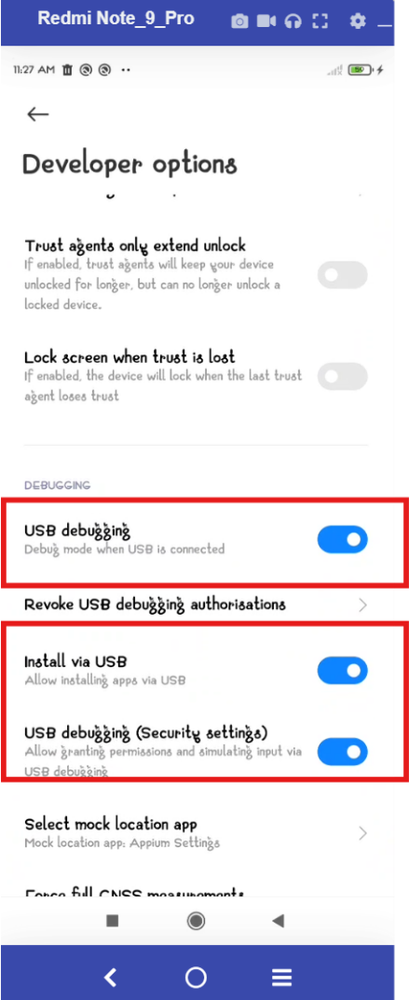 Redmi Note_9_Pro
11:27 AM
Developer options
Trust agents only extend unlock
If enabled, trust agents will keep your device
unlocked for longer, but can no longer unlock a
locked device.
Lock screen when trust is lost
If enabled, the device will lock when the last trust
agent loses trust
DEBUGGING
USB debugging
Debug mode when USB is connected
Revoke USB debugging authorisations
Install via USB
Allow installing apps via USB
USB debugging (Security settings)
Allow granting permissions and simulating input via
USB debugging
Select mock location app
Mock location app: Appium Settings
Force full GNSS measurements